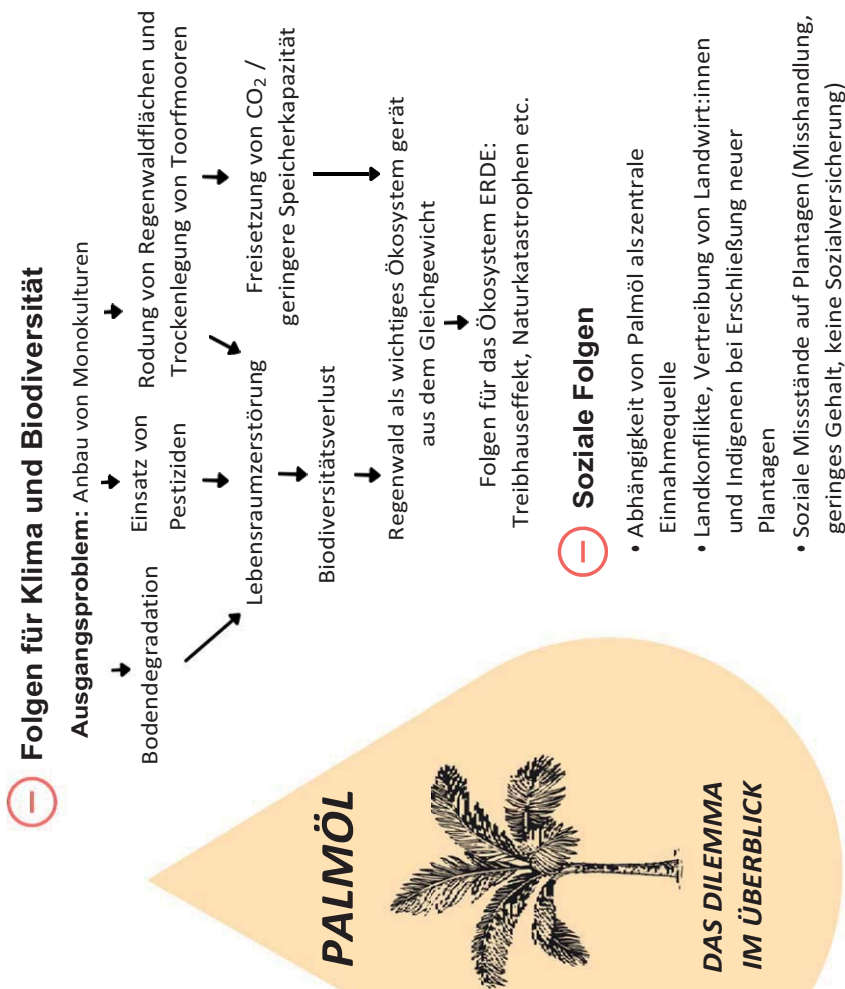 PALMÖL
DAS DILEMMA
IM ÜBERBLICK
Folgen für Klima und Biodiversität
Ausgangsproblem: Anbau von Monokulturen
Bodendegradation
Einsatz von
Pestiziden
Rodung von Regenwaldflächen und
Trockenlegung von Toorfmooren
Lebensraumzerstörung
Freisetzung von CO₂ /
geringere Speicherkapazität
Biodiversitätsverlust
Regenwald als wichtiges Ökosystem gerät
aus dem Gleichgewicht
Folgen für das Ökosystem ERDE:
Treibhauseffekt, Naturkatastrophen etc.
Soziale Folgen
• Abhängigkeit von Palmöl alszentrale
Einnahmequelle
• Landkonflikte, Vertreibung von Landwirt:innen
und Indigenen bei Erschließung neuer
Plantagen
• Soziale Missstände auf Plantagen (Misshandlung,
geringes Gehalt, keine Sozialversicherung)